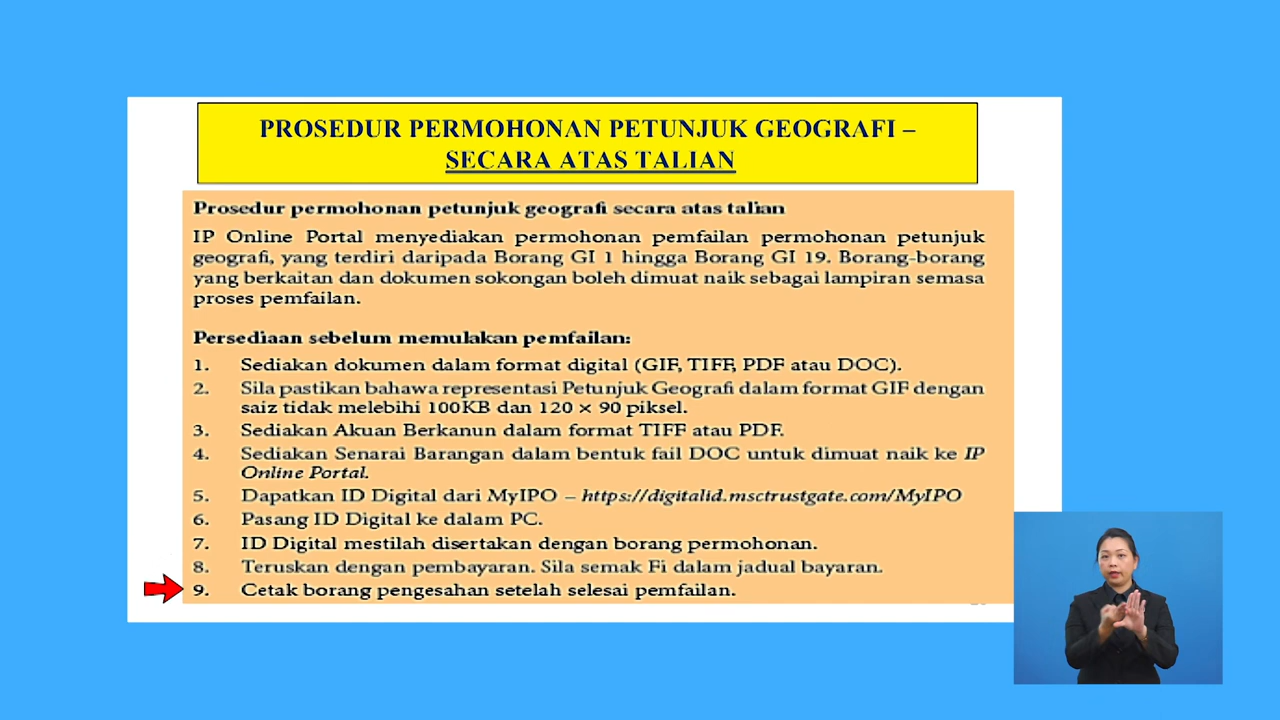 PROSEDUR PERMOHONAN PETUNJUK GEOGRAFI –
SECARA ATAS TALIAN
Prosedur permohonan petunjuk geografi secara atas talian
IP Online Portal menyediakan permohonan pemfailan permohonan petunjuk
geografi, yang terdiri daripada Borang GI 1 hingga Borang GI 19. Borang-borang
yang berkaitan dan dokumen sokongan boleh dimuat naik sebagai lampiran semasa
proses pemfailan.
Persediaan sebelum memulakan pemfailan:
1. Sediakan dokumen dalam format digital (GIF, TIFF, PDF atau DOC).
2. Sila pastikan bahawa representasi Petunjuk Geografi dalam format GIF dengan
saiz tidak melebihi 100KB dan 120 × 90 piksel.
3. Sediakan Akuan Berkanun dalam format TIFF atau PDF.
4. Sediakan Senarai Barangan dalam bentuk fail DOC untuk dimuat naik ke IP
Online Portal.
5. Dapatkan ID Digital dari MyIPO – https://digitalid.msctrustgate.com/MyIPO
6. Pasang ID Digital ke dalam PC.
7. ID Digital mestilah disertakan dengan borang permohonan.
8. Teruskan dengan pembayaran. Sila semak Fi dalam jadual bayaran.
9. Cetak borang pengesahan setelah selesai pemfailan.